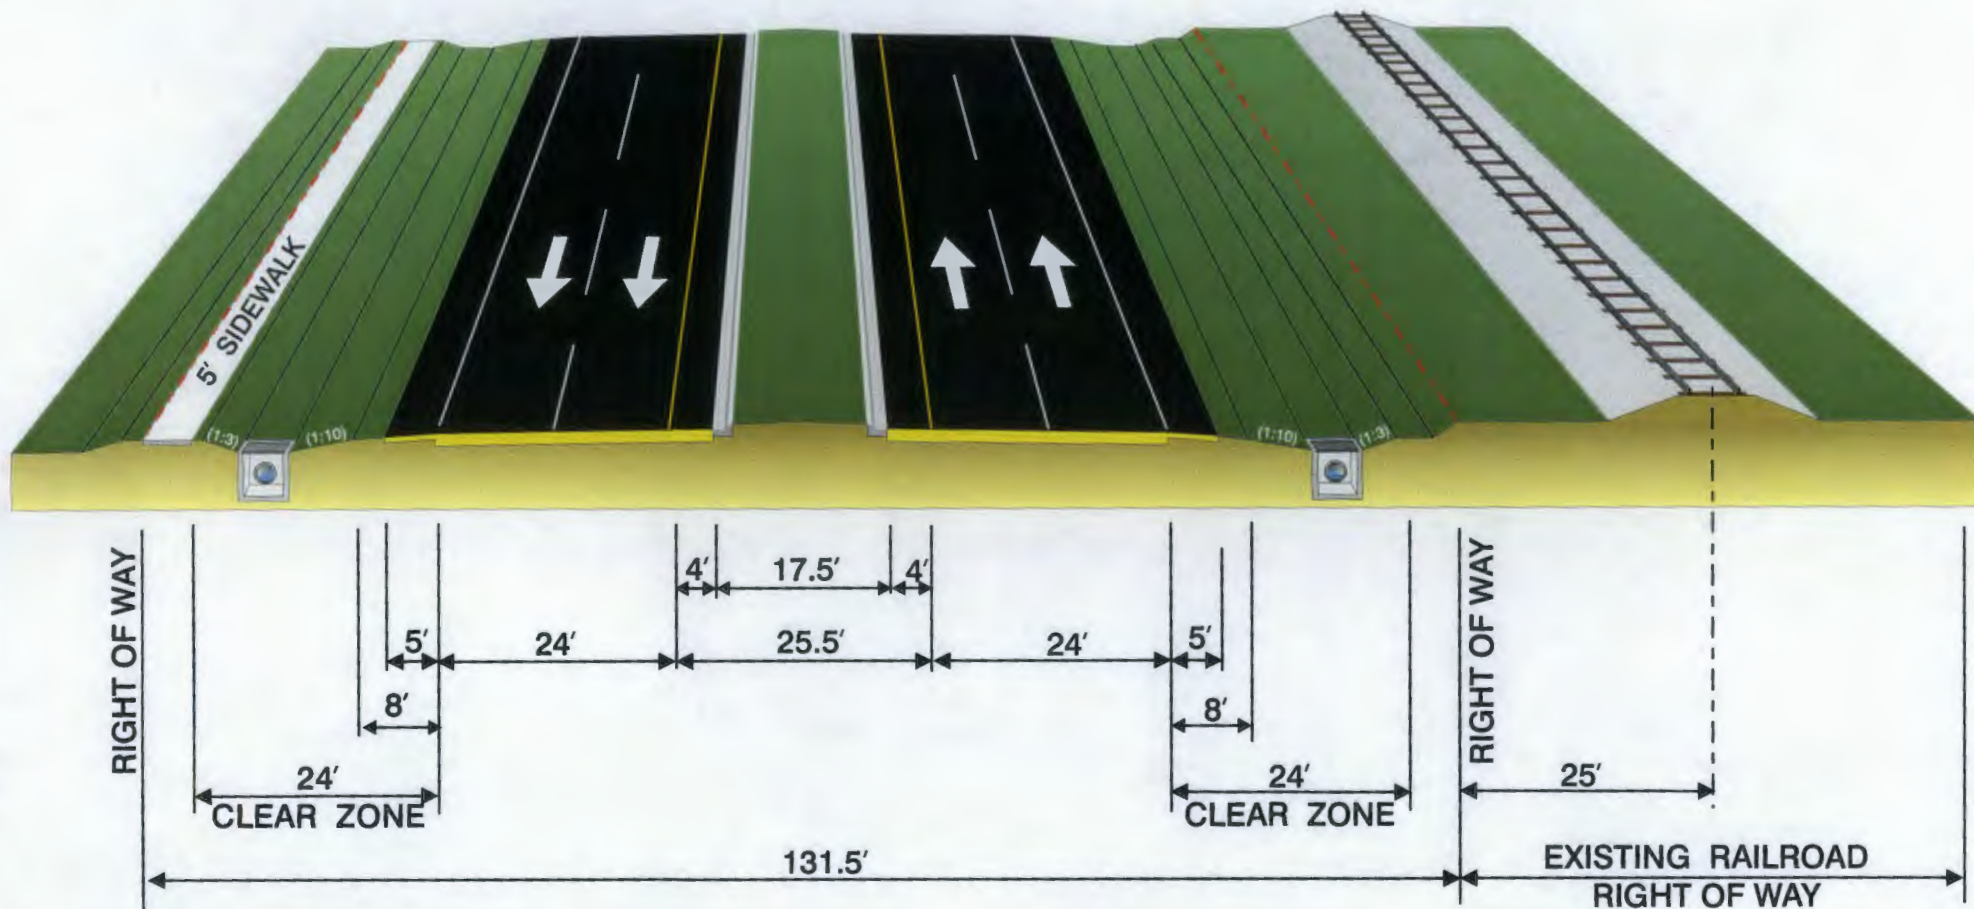 5' SIDEWALK
(1:3)
(1:10)
(1:10)
(1:3)
RIGHT OF WAY
RIGHT OF WAY
4'
17.5'
4'
5'
24'
25.5'
24'
5'
8'
8'
24'
CLEAR ZONE
24'
CLEAR ZONE
25'
131.5'
EXISTING RAILROAD
RIGHT OF WAY